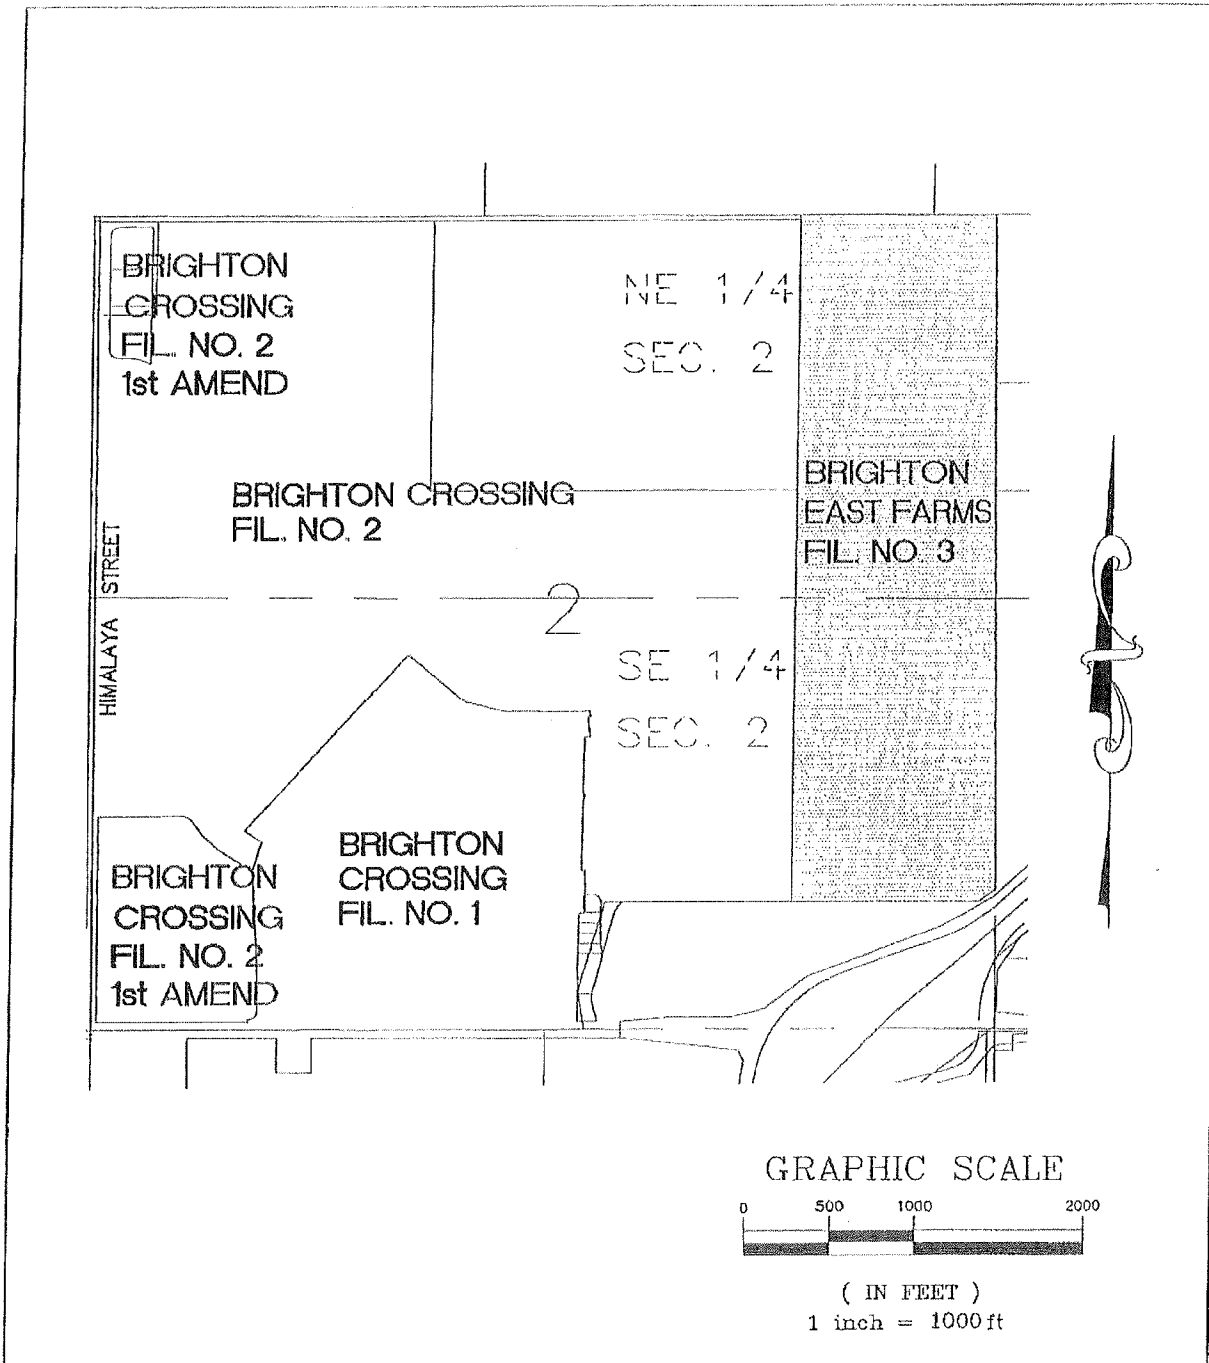 BRIGHTON
CROSSING
FIL. NO. 2
1st AMEND
NE 1/4
SEC. 2
BRIGHTON CROSSING
FIL. NO. 2
BRIGHTON
EAST FARMS
FIL. NO. 3
HIMALAYA STREET
2
SE 1/4
SEC. 2
BRIGHTON
CROSSING
FIL. NO. 1
BRIGHTON
CROSSING
FIL. NO. 2
1st AMEND
GRAPHIC SCALE
0 500 1000 2000
( IN FEET )
1 inch = 1000 ft